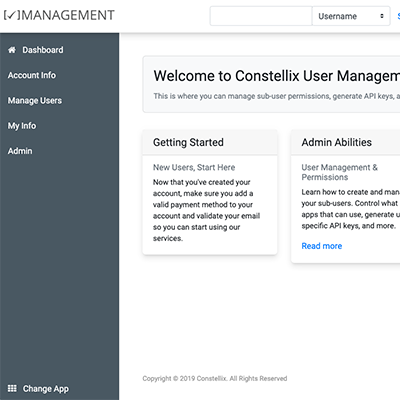 [✓]MANAGEMENT
Username
Dashboard
Account Info
Manage Users
My Info
Admin
Welcome to Constellix User
This is where you can manage sub-user permissions, generate API keys,
Getting Started
New Users, Start Here
Now that you've created your
account, make sure you add a
valid payment method to your
account and validate your email
so you can start using our
services.
Admin Abilities
User Management &
Permissions
Learn how to create and
your sub-users. Control what
apps that can use, generate
specific API keys, and more.
Read more
Copyright © 2019 Constellix. All Rights Reserved
Change App